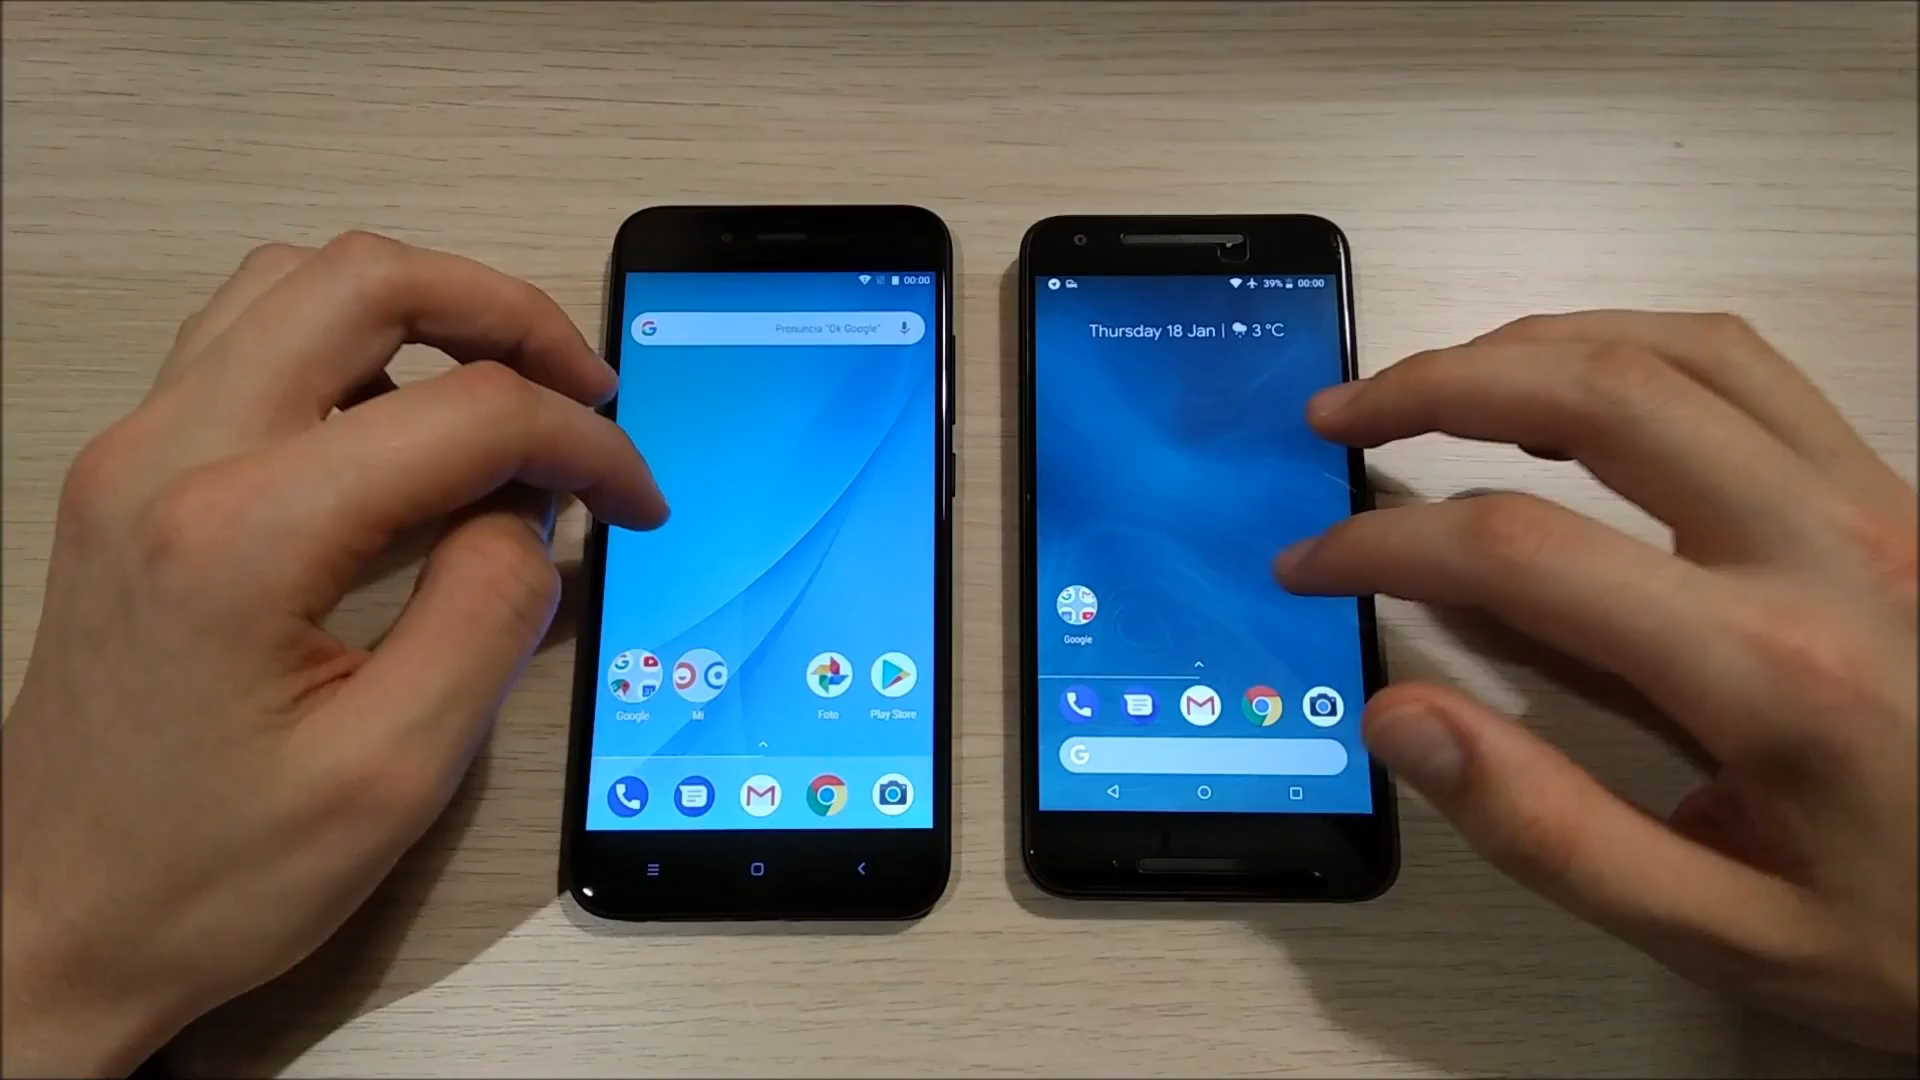 00:00
Pronuncia "Ok Google"
Google
Mi
Foto
Play Store
39% 00:00
Thursday 18 Jan | 3 °C
Google